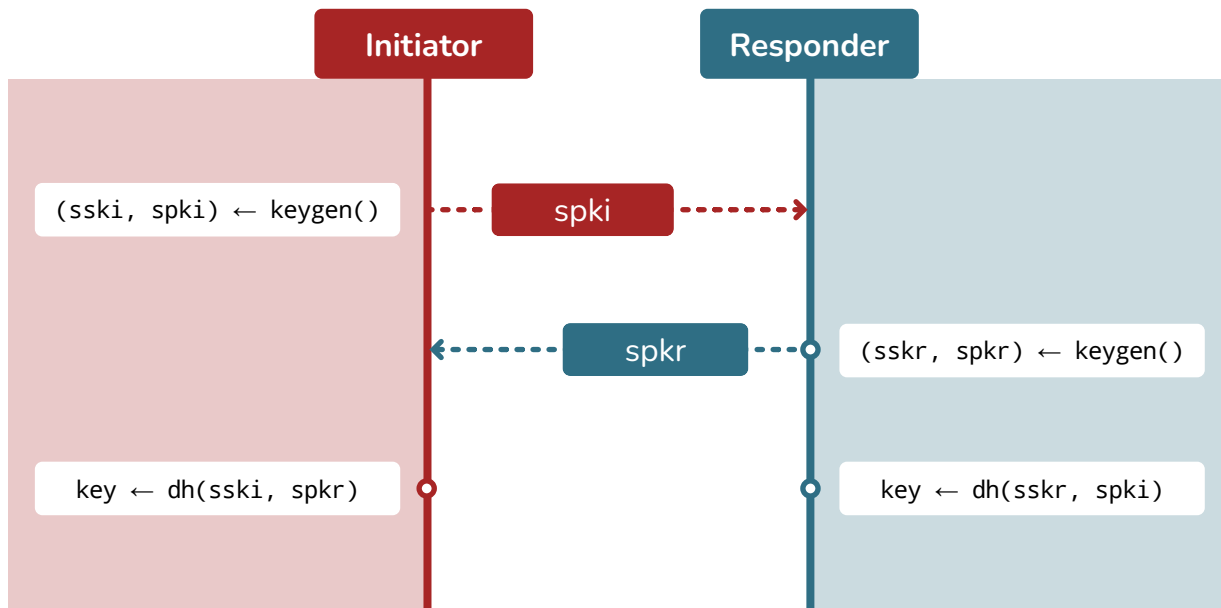 Initiator
Responder
(sski, spki) ← keygen()
spki
spkr
(sskr, spkr) ← keygen()
key ← dh(sski, spkr)
key ← dh(sskr, spki)